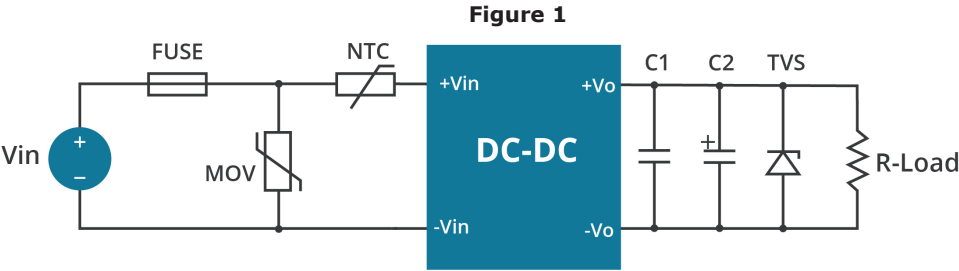 Figure 1
FUSE
NTC
C1
C2
TVS
+Vin
+Vo
Vin
+
−
MOV
DC-DC
+
R-Load
-Vin
-Vo